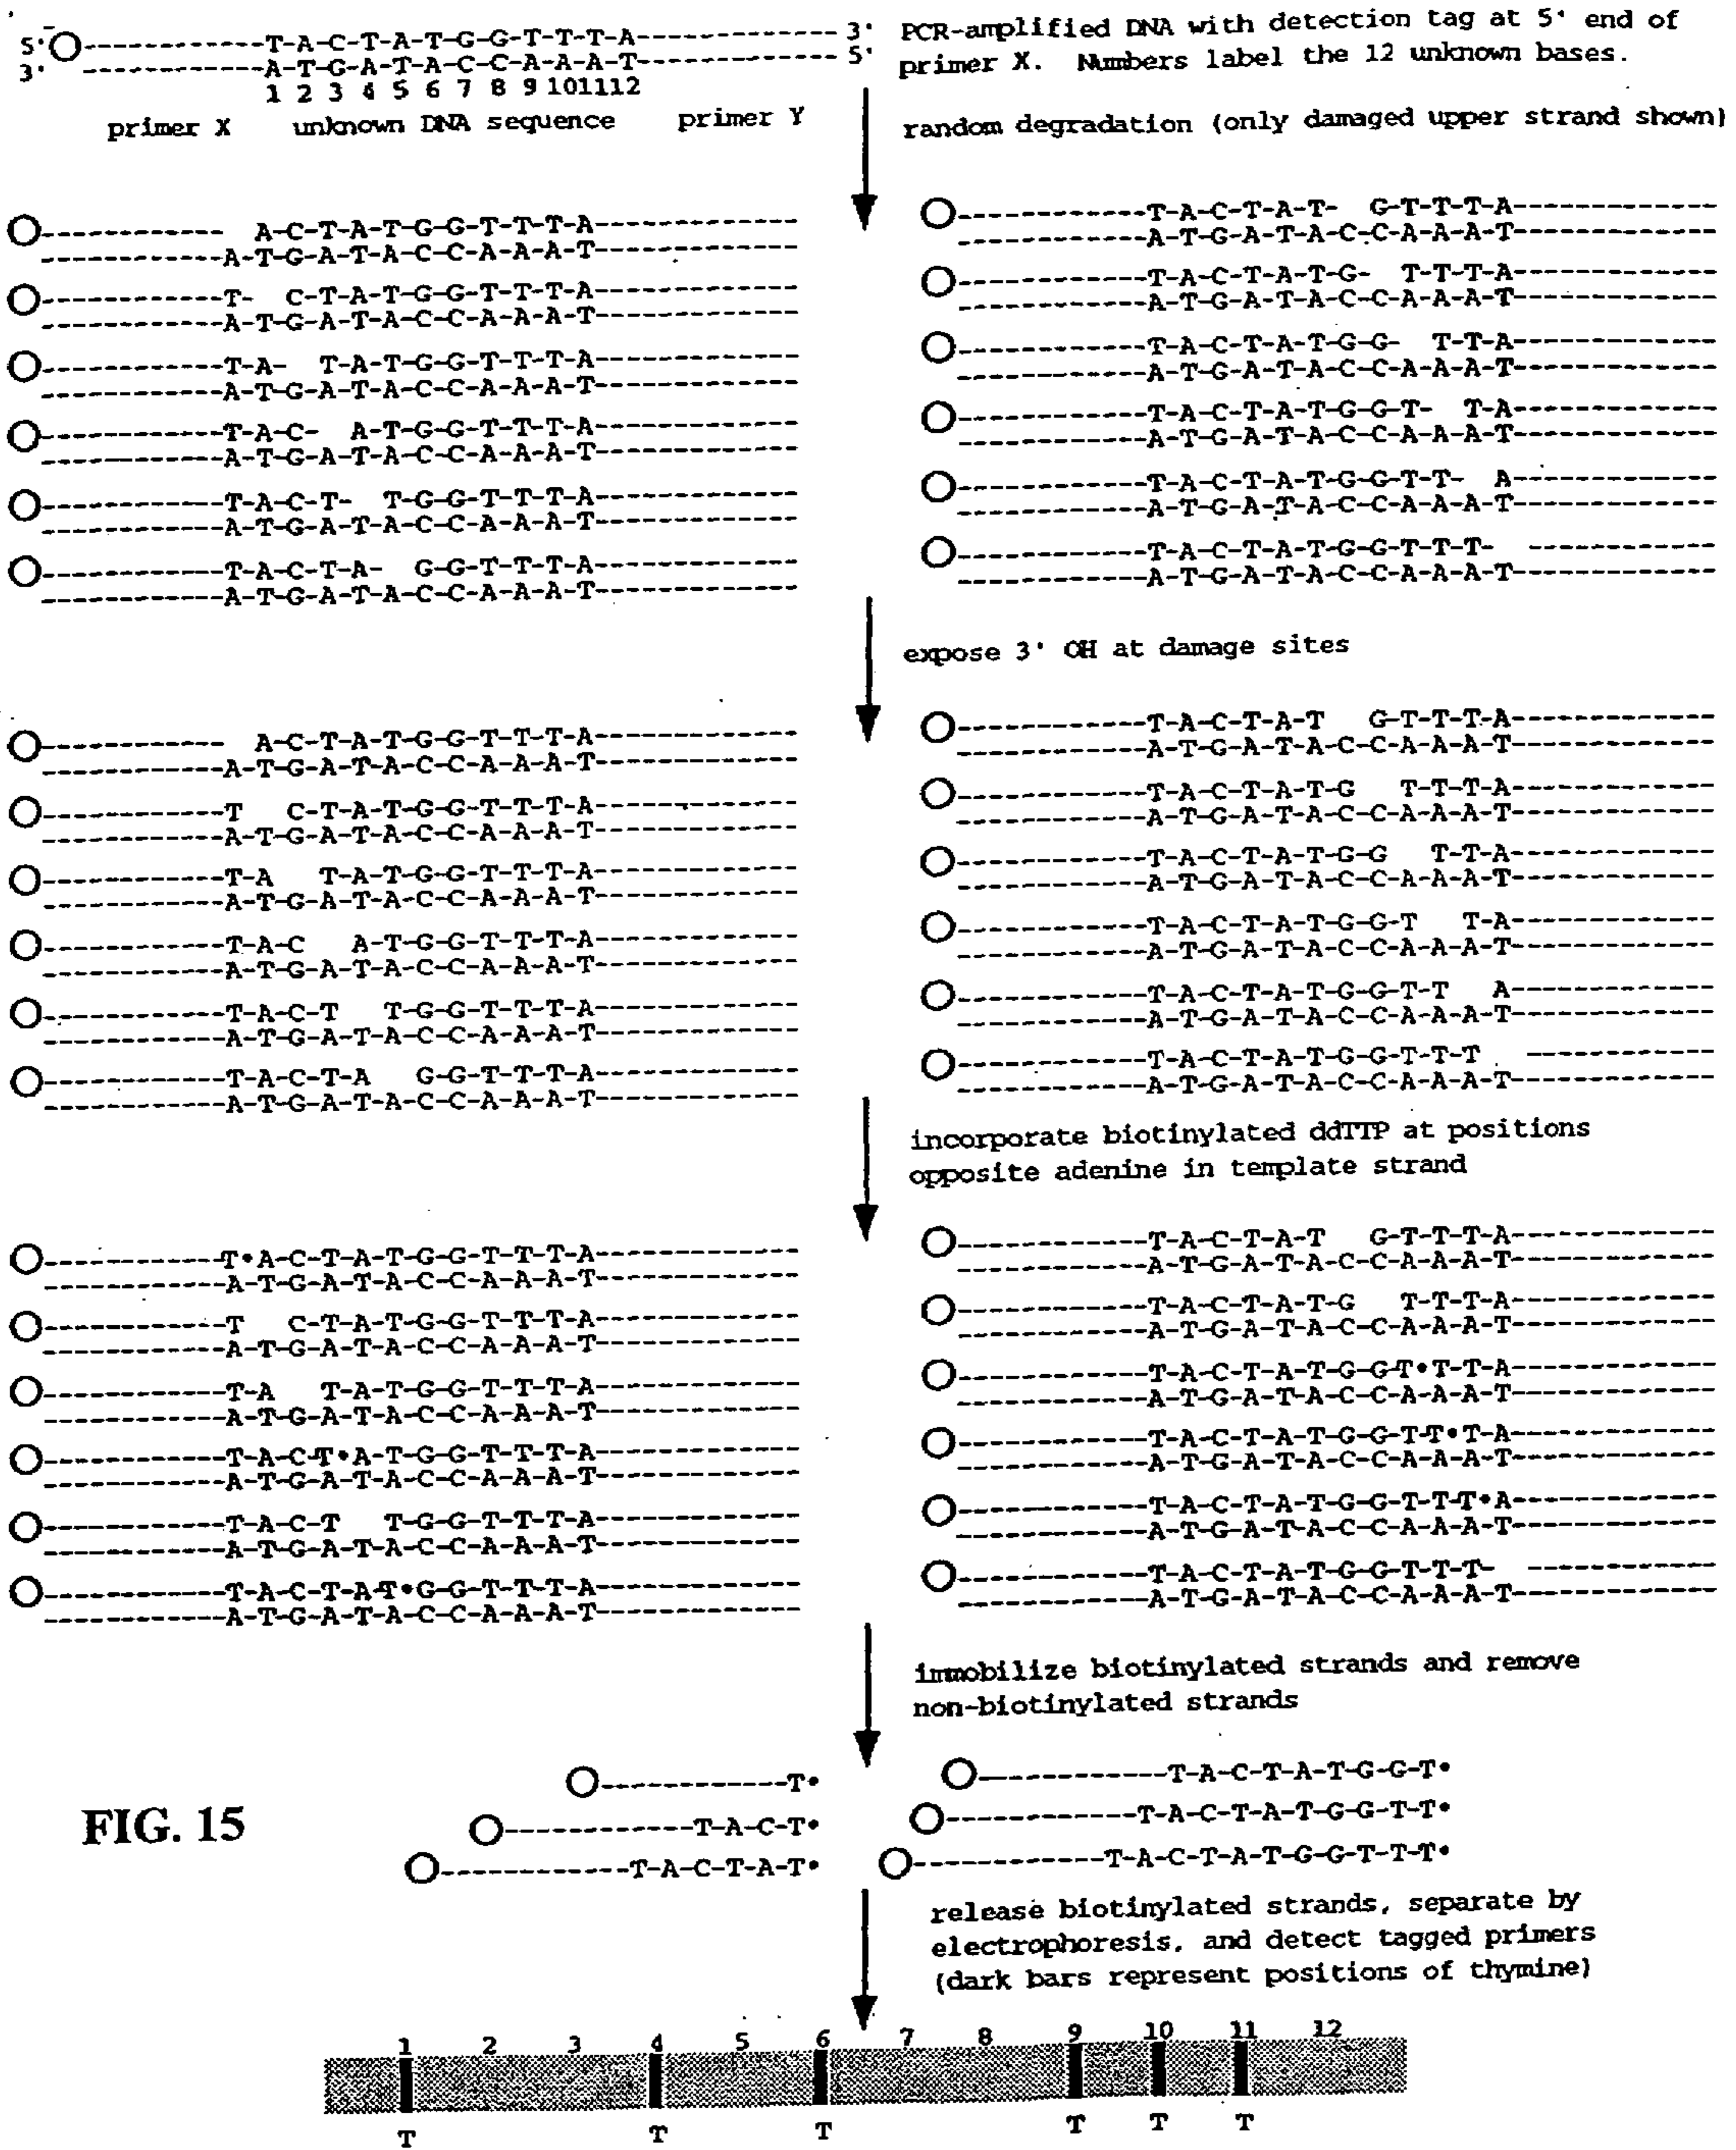 5' ○------------T-A-C-T-A-T-G-G-T-T-T-A------------ 3'
3' ------------A-T-G-A-T-A-C-C-A-A-A-T------------ 5'
1 2 3 4 5 6 7 8 9 10 11 12
primer X unknown DNA sequence primer Y
PCR-amplified DNA with detection tag at 5' end of
primer X. Numbers label the 12 unknown bases.
random degradation (only damaged upper strand shown)
○------------ A-C-T-A-T-G-G-T-T-T-A------------
------------A-T-G-A-T-A-C-C-A-A-A-T------------
○------------T- C-T-A-T-G-G-T-T-T-A------------
------------A-T-G-A-T-A-C-C-A-A-A-T------------
○------------T-A- T-A-T-G-G-T-T-T-A------------
------------A-T-G-A-T-A-C-C-A-A-A-T------------
○------------T-A-C- A-T-G-G-T-T-T-A------------
------------A-T-G-A-T-A-C-C-A-A-A-T------------
○------------T-A-C-T- T-G-G-T-T-T-A------------
------------A-T-G-A-T-A-C-C-A-A-A-T------------
○------------T-A-C-T-A- G-G-T-T-T-A------------
------------A-T-G-A-T-A-C-C-A-A-A-T------------
○------------T-A-C-T-A-T- G-T-T-T-A------------
------------A-T-G-A-T-A-C-C-A-A-A-T------------
○------------T-A-C-T-A-T-G- T-T-T-A------------
------------A-T-G-A-T-A-C-C-A-A-A-T------------
○------------T-A-C-T-A-T-G-G- T-T-A------------
------------A-T-G-A-T-A-C-C-A-A-A-T------------
○------------T-A-C-T-A-T-G-G-T- T-A------------
------------A-T-G-A-T-A-C-C-A-A-A-T------------
○------------T-A-C-T-A-T-G-G-T-T- A------------
------------A-T-G-A-T-A-C-C-A-A-A-T------------
○------------T-A-C-T-A-T-G-G-T-T-T- ------------
------------A-T-G-A-T-A-C-C-A-A-A-T------------
expose 3' OH at damage sites
○------------ A-C-T-A-T-G-G-T-T-T-A------------
------------A-T-G-A-T-A-C-C-A-A-A-T------------
○------------T C-T-A-T-G-G-T-T-T-A------------
------------A-T-G-A-T-A-C-C-A-A-A-T------------
○------------T-A T-A-T-G-G-T-T-T-A------------
------------A-T-G-A-T-A-C-C-A-A-A-T------------
○------------T-A-C A-T-G-G-T-T-T-A------------
------------A-T-G-A-T-A-C-C-A-A-A-T------------
○------------T-A-C-T T-G-G-T-T-T-A------------
------------A-T-G-A-T-A-C-C-A-A-A-T------------
○------------T-A-C-T-A G-G-T-T-T-A------------
------------A-T-G-A-T-A-C-C-A-A-A-T------------
○------------T-A-C-T-A-T G-T-T-T-A------------
------------A-T-G-A-T-A-C-C-A-A-A-T------------
○------------T-A-C-T-A-T-G T-T-T-A------------
------------A-T-G-A-T-A-C-C-A-A-A-T------------
○------------T-A-C-T-A-T-G-G T-T-A------------
------------A-T-G-A-T-A-C-C-A-A-A-T------------
○------------T-A-C-T-A-T-G-G-T T-A------------
------------A-T-G-A-T-A-C-C-A-A-A-T------------
○------------T-A-C-T-A-T-G-G-T-T A------------
------------A-T-G-A-T-A-C-C-A-A-A-T------------
○------------T-A-C-T-A-T-G-G-T-T-T ------------
------------A-T-G-A-T-A-C-C-A-A-A-T------------
incorporate biotinylated ddTTP at positions
opposite adenine in template strand
○------------T•A-C-T-A-T-G-G-T-T-T-A------------
------------A-T-G-A-T-A-C-C-A-A-A-T------------
○------------T C-T-A-T-G-G-T-T-T-A------------
------------A-T-G-A-T-A-C-C-A-A-A-T------------
○------------T-A T-A-T-G-G-T-T-T-A------------
------------A-T-G-A-T-A-C-C-A-A-A-T------------
○------------T-A-C-T•A-T-G-G-T-T-T-A------------
------------A-T-G-A-T-A-C-C-A-A-A-T------------
○------------T-A-C-T T-G-G-T-T-T-A------------
------------A-T-G-A-T-A-C-C-A-A-A-T------------
○------------T-A-C-T-A-T•G-G-T-T-T-A------------
------------A-T-G-A-T-A-C-C-A-A-A-T------------
○------------T-A-C-T-A-T G-T-T-T-A------------
------------A-T-G-A-T-A-C-C-A-A-A-T------------
○------------T-A-C-T-A-T-G T-T-T-A------------
------------A-T-G-A-T-A-C-C-A-A-A-T------------
○------------T-A-C-T-A-T-G-G-T•T-T-A------------
------------A-T-G-A-T-A-C-C-A-A-A-T------------
○------------T-A-C-T-A-T-G-G-T-T•T-A------------
------------A-T-G-A-T-A-C-C-A-A-A-T------------
○------------T-A-C-T-A-T-G-G-T-T-T•A------------
------------A-T-G-A-T-A-C-C-A-A-A-T------------
○------------T-A-C-T-A-T-G-G-T-T-T- ------------
------------A-T-G-A-T-A-C-C-A-A-A-T------------
immobilize biotinylated strands and remove
non-biotinylated strands
○------------T•
○------------T-A-C-T•
○------------T-A-C-T-A-T•
○------------T-A-C-T-A-T-G-G-T•
○------------T-A-C-T-A-T-G-G-T-T•
○------------T-A-C-T-A-T-G-G-T-T-T•
FIG. 15
release biotinylated strands, separate by
electrophoresis, and detect tagged primers
(dark bars represent positions of thymine)
1 2 3 4 5 6 7 8 9 10 11 12
T T T T T T